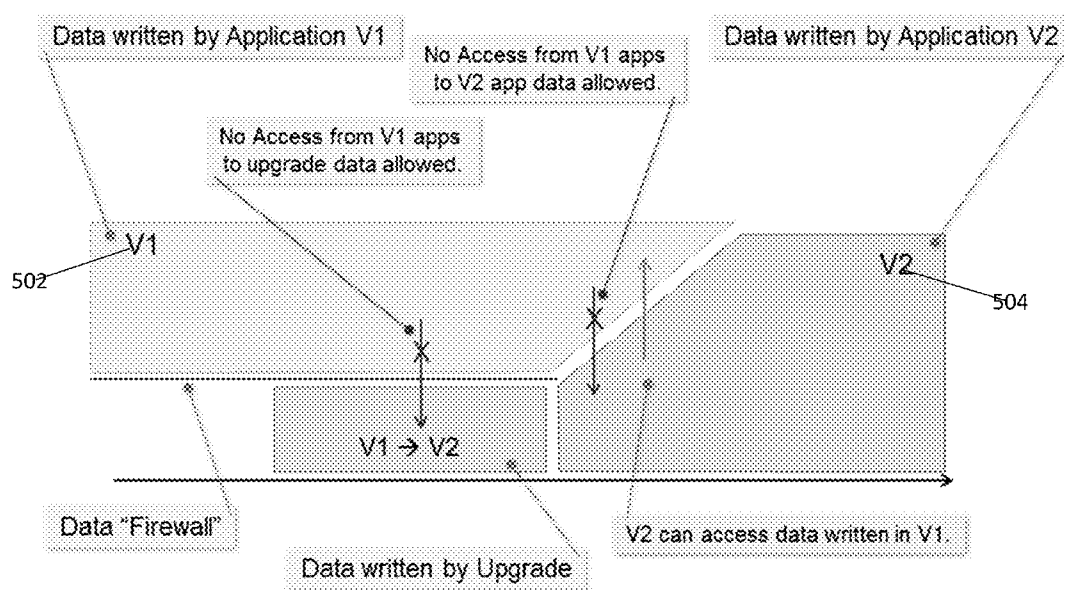 Data written by Application V1
No Access from V1 apps
to V2 app data allowed.
Data written by Application V2
No Access from V1 apps
to upgrade data allowed.
V1
502
V2
504
V1 → V2
Data "Firewall"
V2 can access data written in V1.
Data written by Upgrade